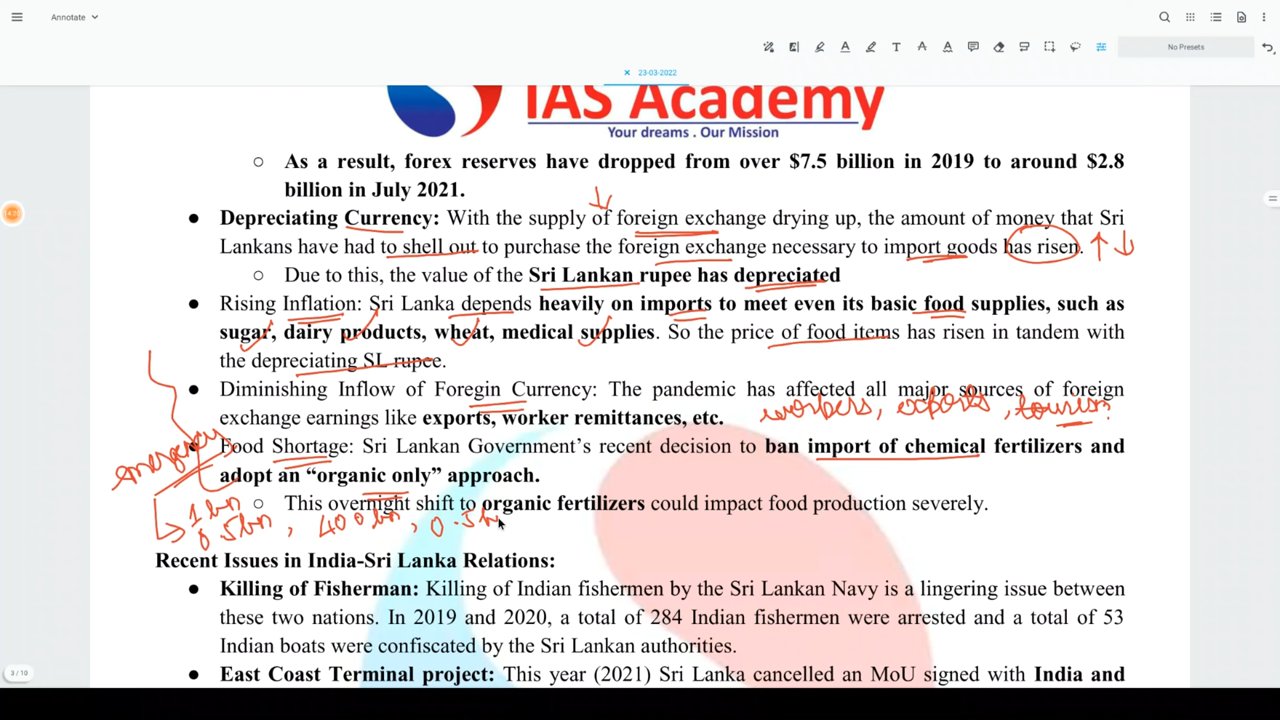 Annotate
No Presets
× 23-03-2022
IAS Academy
Your dreams . Our Mission
○ As a result, forex reserves have dropped from over $7.5 billion in 2019 to around $2.8
billion in July 2021.
● Depreciating Currency: With the supply of foreign exchange drying up, the amount of money that Sri
Lankans have had to shell out to purchase the foreign exchange necessary to import goods has risen. ↑ ↓
○ Due to this, the value of the Sri Lankan rupee has depreciated
● Rising Inflation: Sri Lanka depends heavily on imports to meet even its basic food supplies, such as
sugar, dairy products, wheat, medical supplies. So the price of food items has risen in tandem with
the depreciating SL rupee.
● Diminishing Inflow of Foregin Currency: The pandemic has affected all major sources of foreign
exchange earnings like exports, worker remittances, etc.
workers, exports, tourism
● Food Shortage: Sri Lankan Government's recent decision to ban import of chemical fertilizers and
adopt an “organic only” approach.
emergency
○ This overnight shift to organic fertilizers could impact food production severely.
1 bn
0.5 bn, 400 bn, 0.5
Recent Issues in India-Sri Lanka Relations:
● Killing of Fisherman: Killing of Indian fishermen by the Sri Lankan Navy is a lingering issue between
these two nations. In 2019 and 2020, a total of 284 Indian fishermen were arrested and a total of 53
Indian boats were confiscated by the Sri Lankan authorities.
● East Coast Terminal project: This year (2021) Sri Lanka cancelled an MoU signed with India and
3 / 10